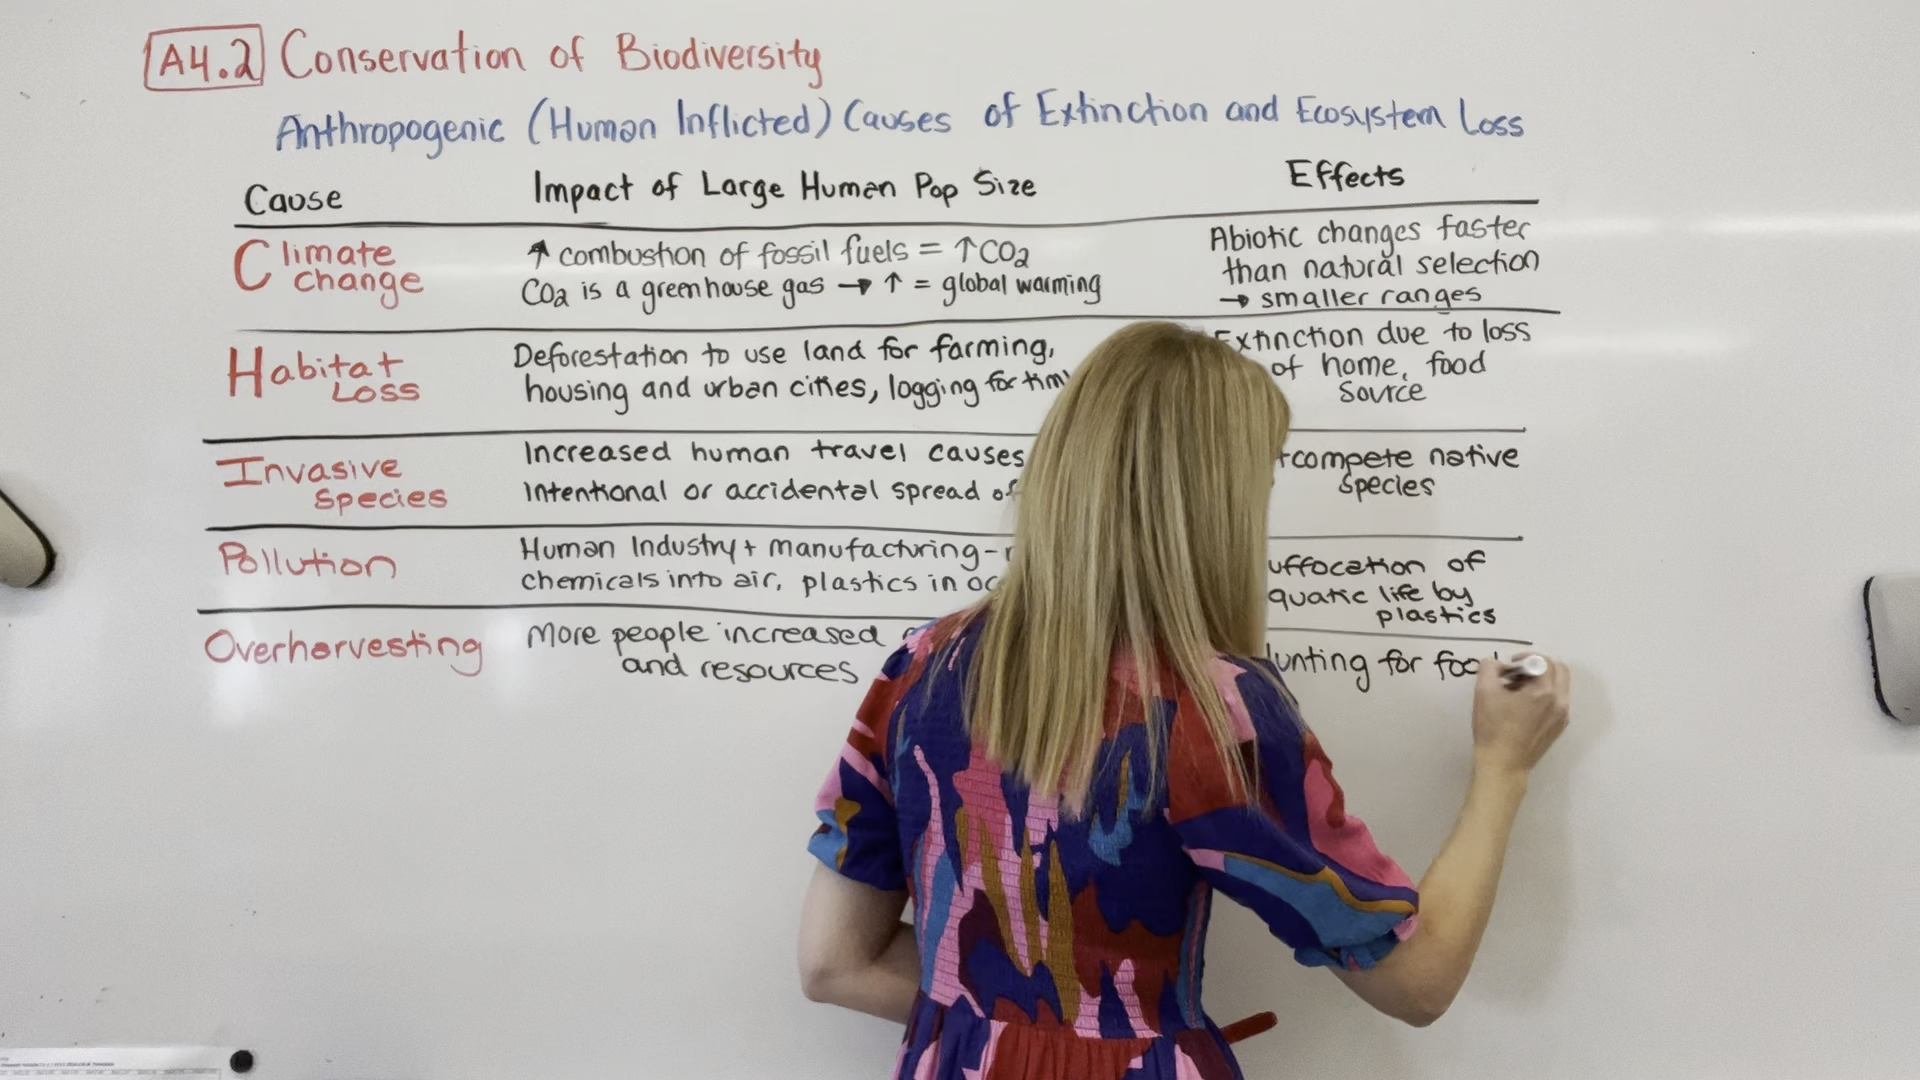 A4.2 Conservation of Biodiversity
Anthropogenic (Human Inflicted) Causes of Extinction and Ecosystem Loss
Cause Impact of Large Human Pop Size Effects
Climate change
↑ combustion of fossil fuels = ↑ CO2
CO2 is a greenhouse gas → ↑ = global warming
Abiotic changes faster
than natural selection
→ smaller ranges
Habitat Loss
Deforestation to use land for farming,
housing and urban cities, logging for
Extinction due to loss
of home, food
source
Invasive species
Increased human travel causes
Intentional or accidental spread of
compete native
species
Pollution
Human Industry + manufacturing -
chemicals into air, plastics in
of
life by
plastics
Overharvesting
More people increased
and resources
for